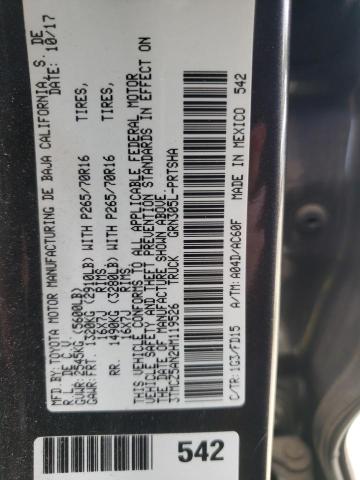 MFD.BY: TOYOTA MOTOR MANUFACTURING DE BAJA CALIFORNIA, S. DE
R.L. DE C.V. DATE: 10/17
GVWR: 2545KG (5600LB)
GAWR: FRT. 1320KG (2910LB) WITH P265/70R16 TIRES,
16X7J RIMS
RR. 1490KG (3280LB) WITH P265/70R16 TIRES,
16X7J RIMS
THIS VEHICLE CONFORMS TO ALL APPLICABLE FEDERAL MOTOR
VEHICLE SAFETY AND THEFT PREVENTION STANDARDS IN EFFECT ON
THE DATE OF MANUFACTURE SHOWN ABOVE.
3TMCZ5AN2HM119526 TRUCK GRN305L-PRTSHA
C/TR: 1G3/FD15 A/TM: A04D/AC60F MADE IN MEXICO 542
542